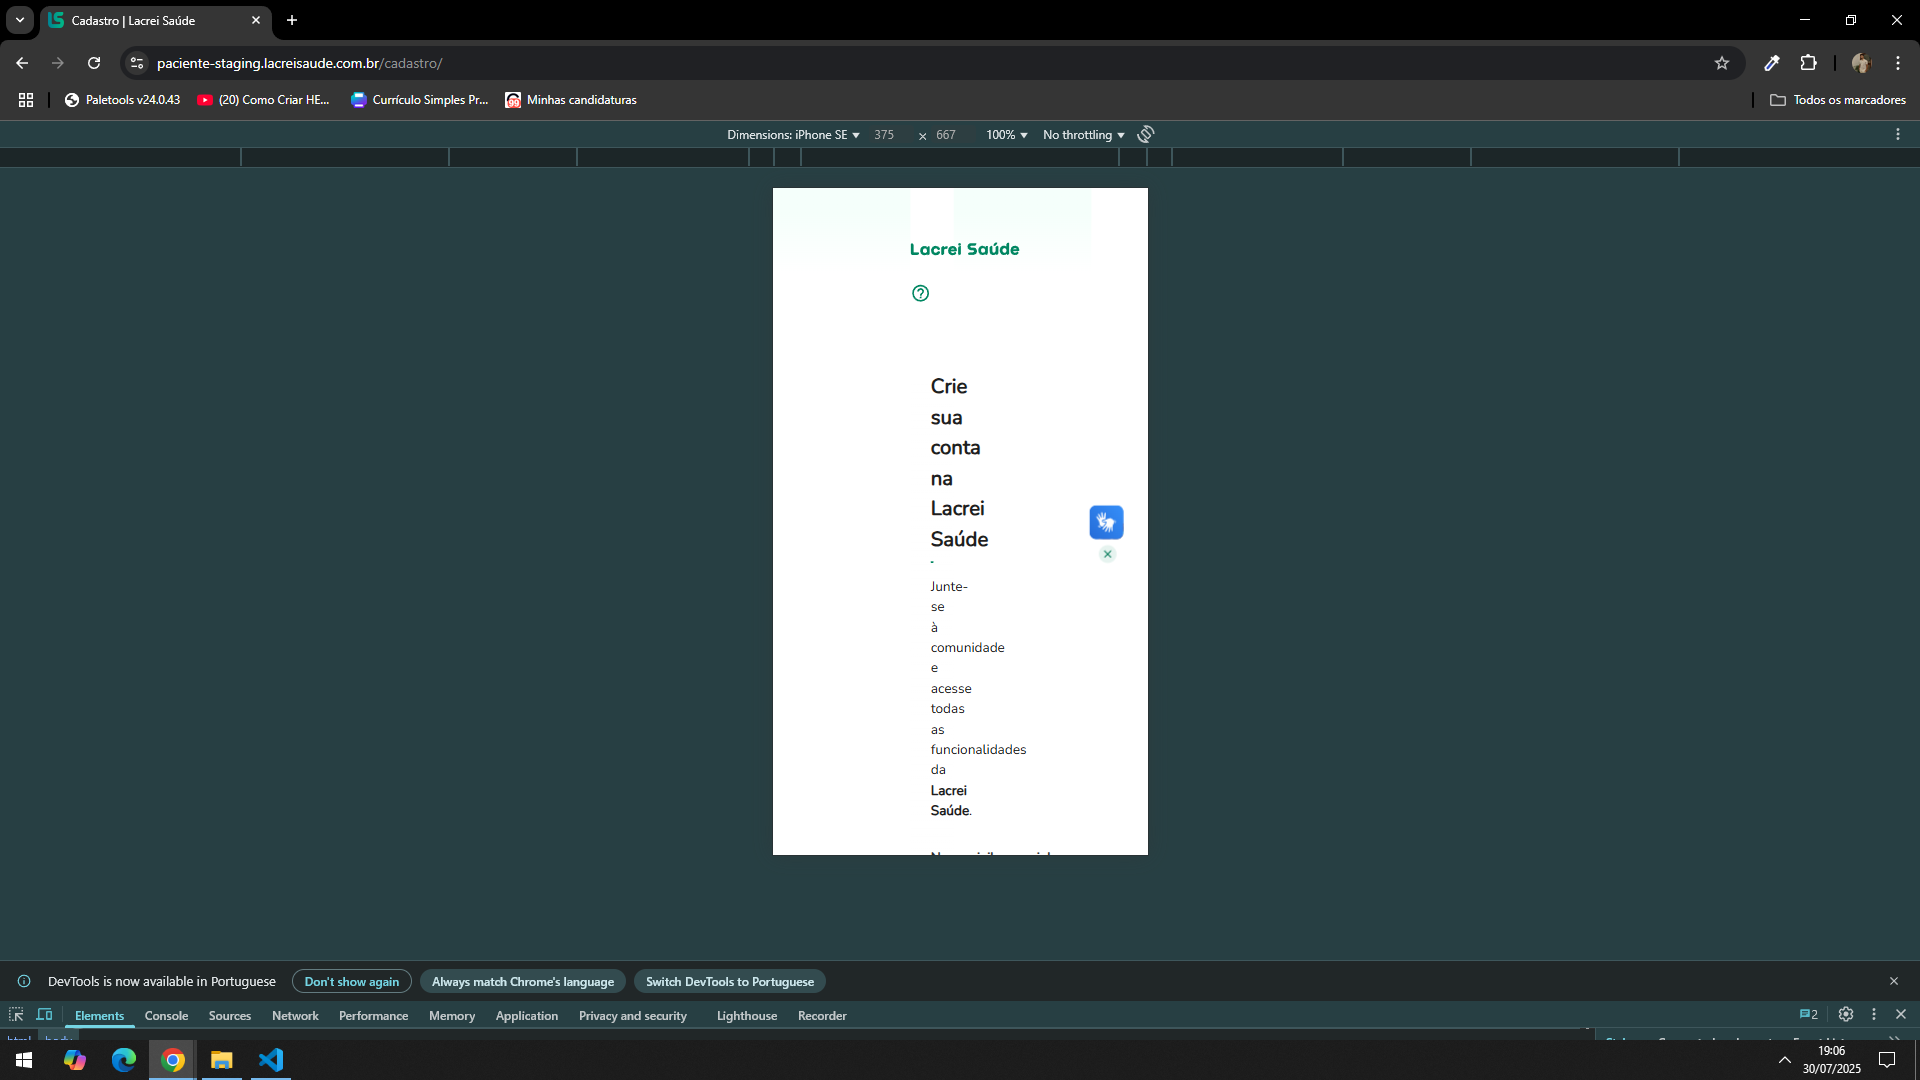 Cadastro | Lacrei Saúde
paciente-staging.lacreisaude.com.br/cadastro/
Paletools v24.0.43
(20) Como Criar HE...
Currículo Simples Pr...
Minhas candidaturas
Todos os marcadores
Dimensions: iPhone SE
375
×
667
100%
No throttling
Lacrei Saúde
Crie
sua
conta
na
Lacrei
Saúde
Junte-
se
à
comunidade
e
acesse
todas
as
funcionalidades
da
Lacrei
Saúde.
DevTools is now available in Portuguese
Don't show again
Always match Chrome's language
Switch DevTools to Portuguese
Elements
Console
Sources
Network
Performance
Memory
Application
Privacy and security
Lighthouse
Recorder
2
html
body
19:06
30/07/2025